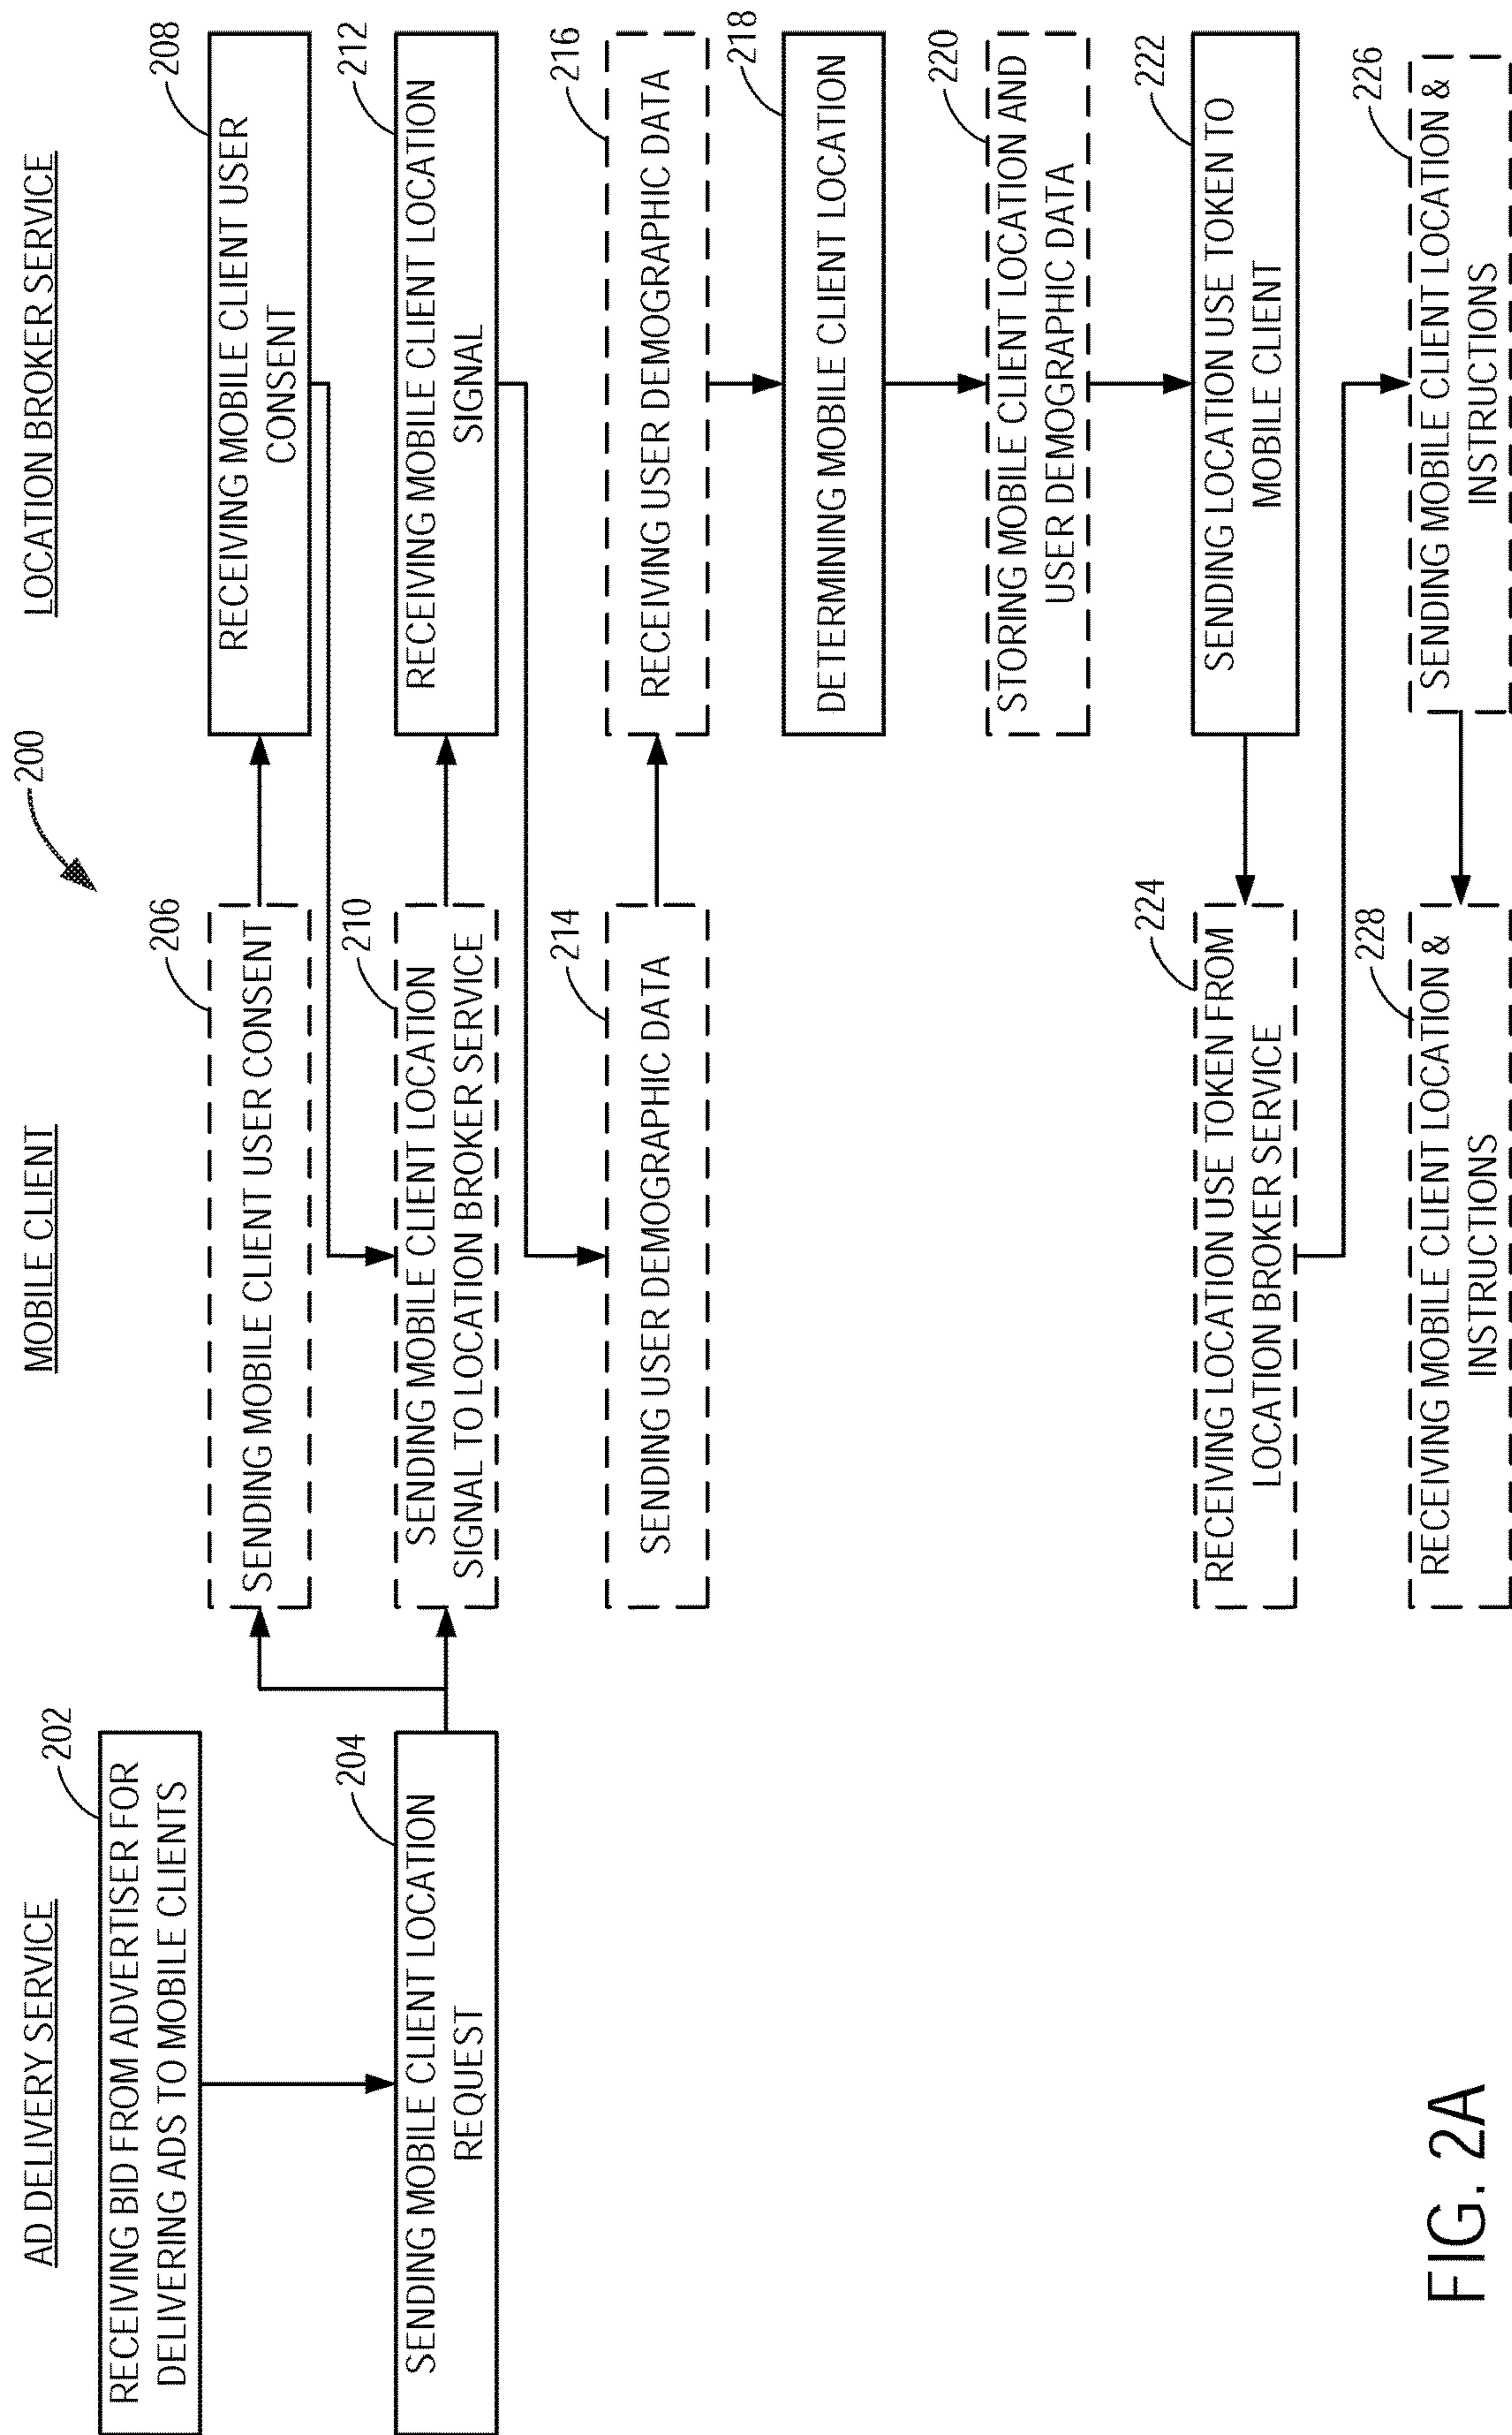 200
AD DELIVERY SERVICE
MOBILE CLIENT
LOCATION BROKER SERVICE
202
RECEIVING BID FROM ADVERTISER FOR
DELIVERING ADS TO MOBILE CLIENTS
206
SENDING MOBILE CLIENT USER CONSENT
208
RECEIVING MOBILE CLIENT USER
CONSENT
204
SENDING MOBILE CLIENT LOCATION
REQUEST
210
SENDING MOBILE CLIENT LOCATION
SIGNAL TO LOCATION BROKER SERVICE
212
RECEIVING MOBILE CLIENT LOCATION
SIGNAL
214
SENDING USER DEMOGRAPHIC DATA
216
RECEIVING USER DEMOGRAPHIC DATA
218
DETERMINING MOBILE CLIENT LOCATION
220
STORING MOBILE CLIENT LOCATION AND
USER DEMOGRAPHIC DATA
222
SENDING LOCATION USE TOKEN TO
MOBILE CLIENT
224
RECEIVING LOCATION USE TOKEN FROM
LOCATION BROKER SERVICE
226
SENDING MOBILE CLIENT LOCATION &
INSTRUCTIONS
228
RECEIVING MOBILE CLIENT LOCATION &
INSTRUCTIONS
FIG. 2A